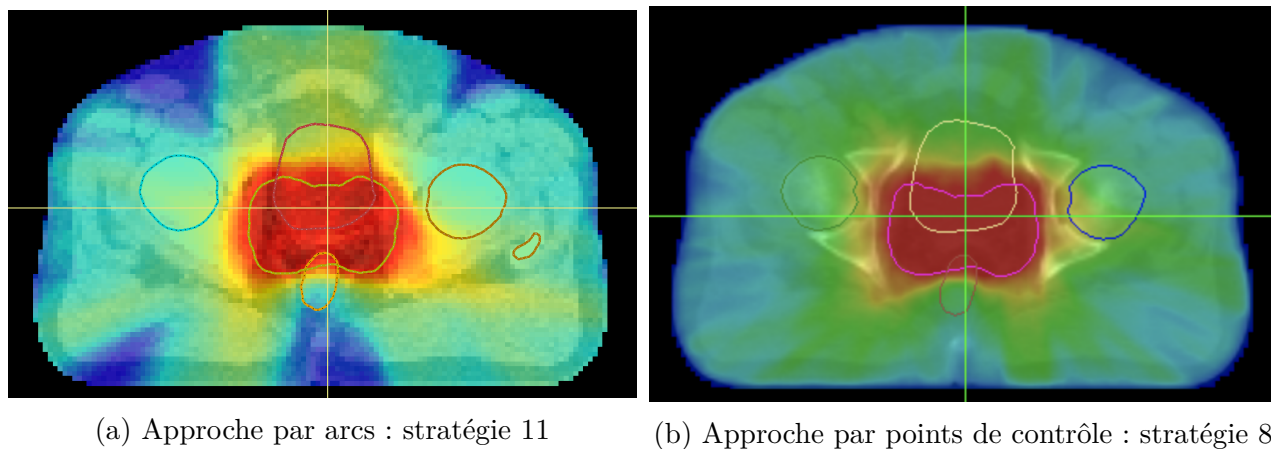 (a) Approche par arcs : stratégie 11
(b) Approche par points de contrôle : stratégie 8